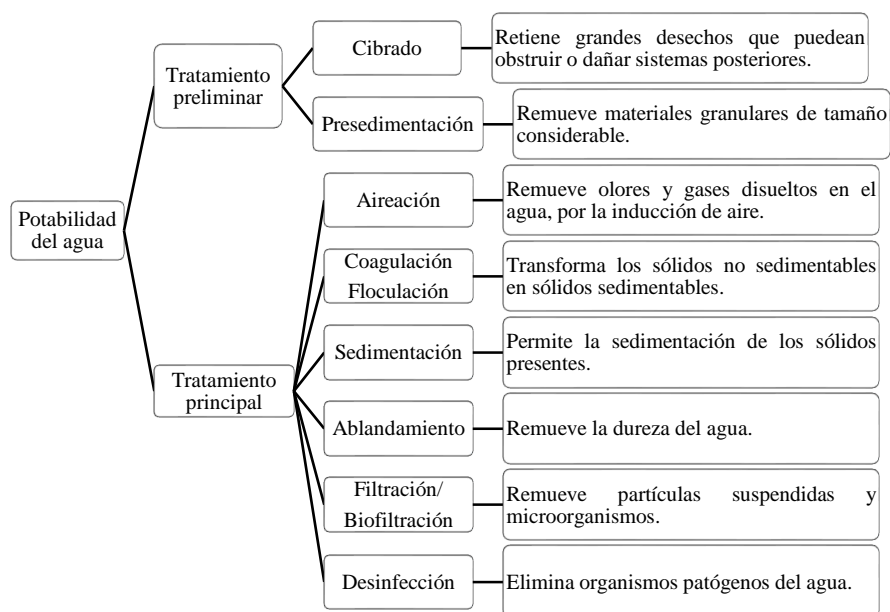 Potabilidad
del agua
Tratamiento
preliminar
Cibrado
Retiene grandes desechos que puedean
obstruir o dañar sistemas posteriores.
Presedimentación
Remueve materiales granulares de tamaño
considerable.
Tratamiento
principal
Aireación
Remueve olores y gases disueltos en el
agua, por la inducción de aire.
Coagulación
Floculación
Transforma los sólidos no sedimentables
en sólidos sedimentables.
Sedimentación
Permite la sedimentación de los sólidos
presentes.
Ablandamiento
Remueve la dureza del agua.
Filtración/
Biofiltración
Remueve partículas suspendidas y
microorganismos.
Desinfección
Elimina organismos patógenos del agua.